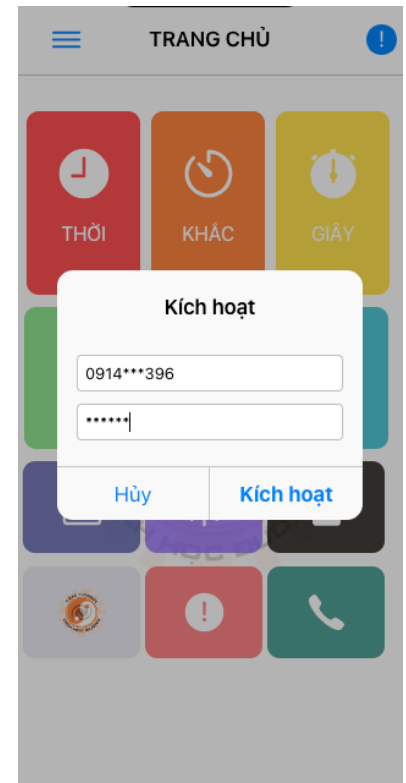 TRANG CHỦ
THỜI
KHÁC
GIÂY
Kích hoạt
0914***396
******
Hủy
Kích hoạt